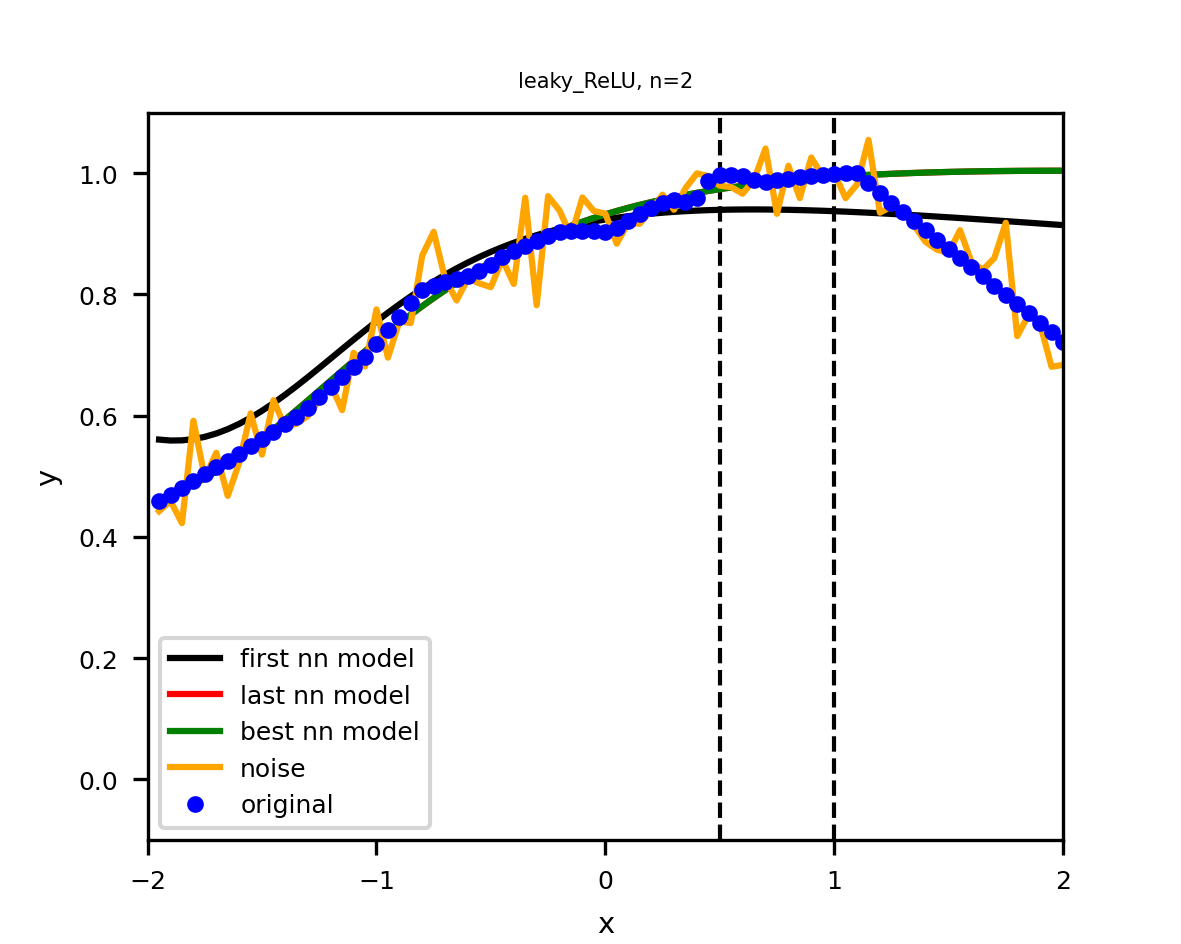 leaky_ReLU, n=2
1.0
0.8
0.6
0.4
0.2
0.0
y
first nn model
last nn model
best nn model
noise
original
−2
−1
0
1
2
x